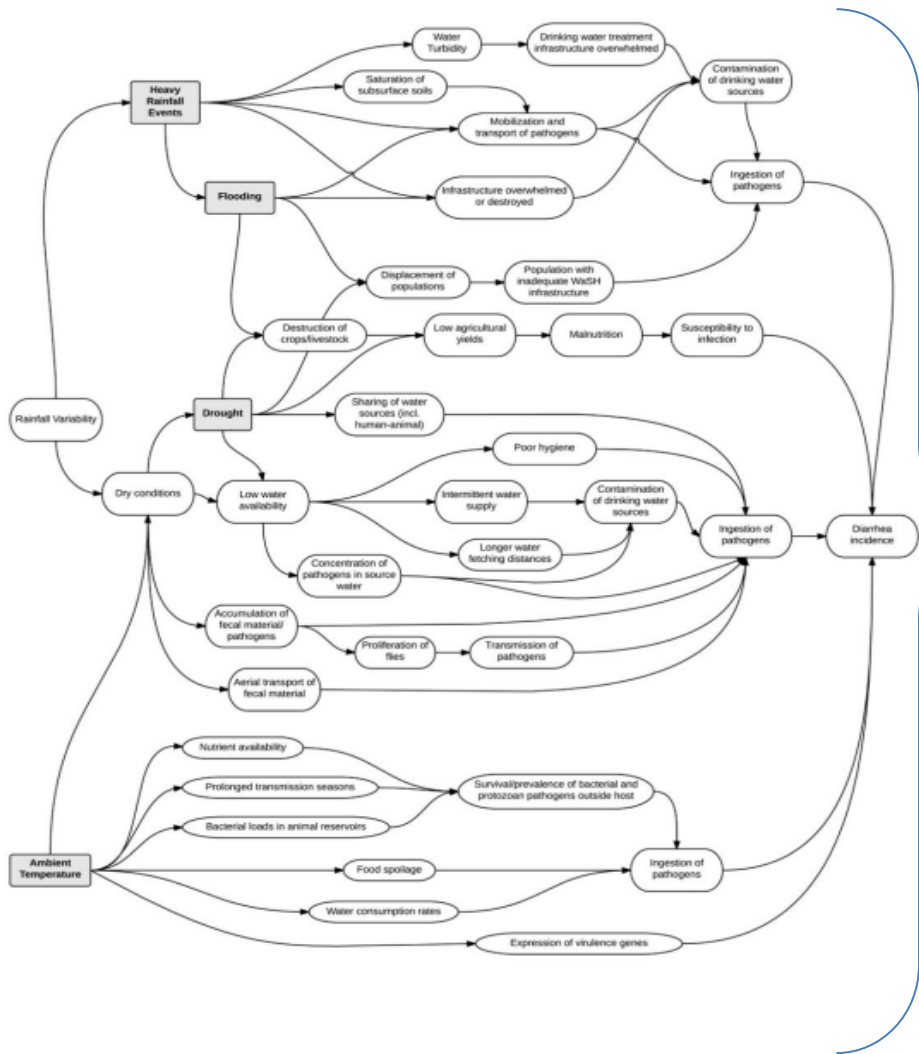 Water
Turbidity
Drinking water treatment
infrastructure overwhelmed
Contamination
of drinking water
sources
Heavy
Rainfall
Events
Saturation of
subsurface soils
Mobilization and
transport of pathogens
Ingestion of
pathogens
Flooding
Infrastructure overwhelmed
or destroyed
Displacement of
populations
Population with
inadequate WaSH
infrastructure
Destruction of
crops/livestock
Low agricultural
yields
Malnutrition
Susceptibility to
infection
Rainfall Variability
Drought
Sharing of water
sources (incl.
human-animal)
Poor hygiene
Dry conditions
Low water
availability
Intermittent water
supply
Contamination
of drinking water
sources
Ingestion of
pathogens
Diarrhea
incidence
Longer water
fetching distances
Concentration of
pathogens in source
water
Accumulation of
fecal material/
pathogens
Proliferation of
flies
Transmission of
pathogens
Aerial transport of
fecal material
Nutrient availability
Prolonged transmission seasons
Survival/prevalence of bacterial and
protozoan pathogens outside host
Bacterial loads in animal reservoirs
Ambient
Temperature
Food spoilage
Ingestion of
pathogens
Water consumption rates
Expression of virulence genes